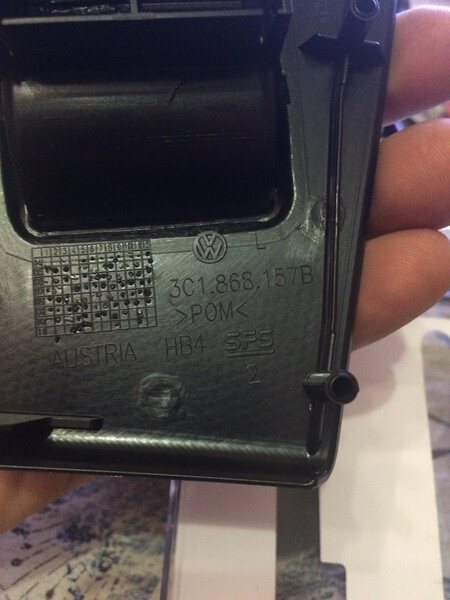 L
3C1.868.157B
>POM<
AUSTRIA HB4 SFS
2